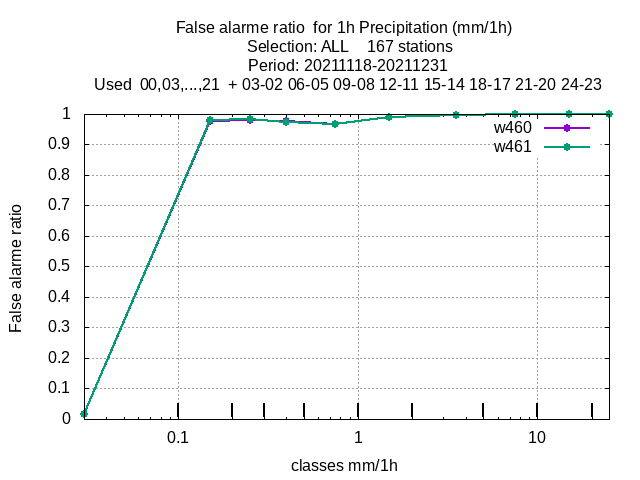 False alarme ratio  for 1h Precipitation (mm/1h)
Selection: ALL    167 stations
Period: 20211118-20211231
Used  00,03,...,21  + 03-02 06-05 09-08 12-11 15-14 18-17 21-20 24-23
1
w460
0.9
w461
0.8
0.7
0.6
0.5
0.4
0.3
0.2
0.1
0
False alarme ratio
0.1 1 10
classes mm/1h